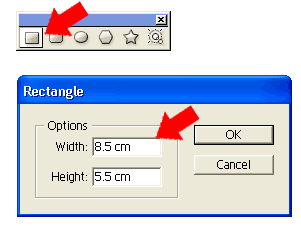 Rectangle
Options
Width: 8.5 cm
OK
Height: 5.5 cm
Cancel